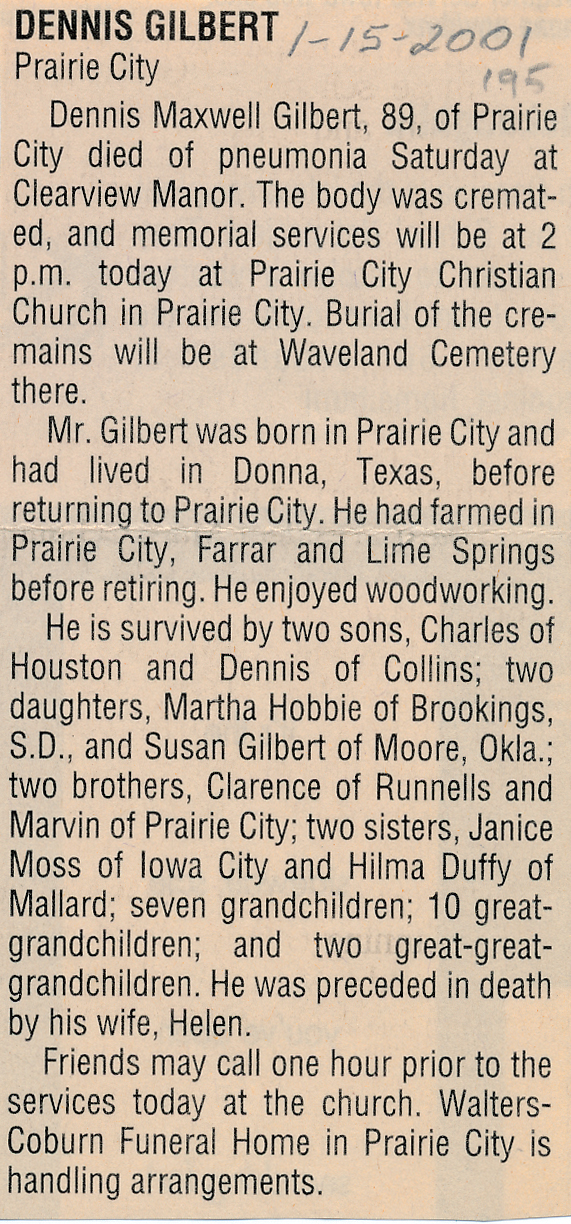 DENNIS GILBERT 1-15-2001
Prairie City 195
Dennis Maxwell Gilbert, 89, of Prairie
City died of pneumonia Saturday at
Clearview Manor. The body was cremat-
ed, and memorial services will be at 2
p.m. today at Prairie City Christian
Church in Prairie City. Burial of the cre-
mains will be at Waveland Cemetery
there.
Mr. Gilbert was born in Prairie City and
had lived in Donna, Texas, before
returning to Prairie City. He had farmed in
Prairie City, Farrar and Lime Springs
before retiring. He enjoyed woodworking.
He is survived by two sons, Charles of
Houston and Dennis of Collins; two
daughters, Martha Hobbie of Brookings,
S.D., and Susan Gilbert of Moore, Okla.;
two brothers, Clarence of Runnells and
Marvin of Prairie City; two sisters, Janice
Moss of Iowa City and Hilma Duffy of
Mallard; seven grandchildren; 10 great-
grandchildren; and two great-great-
grandchildren. He was preceded in death
by his wife, Helen.
Friends may call one hour prior to the
services today at the church. Walters-
Coburn Funeral Home in Prairie City is
handling arrangements.